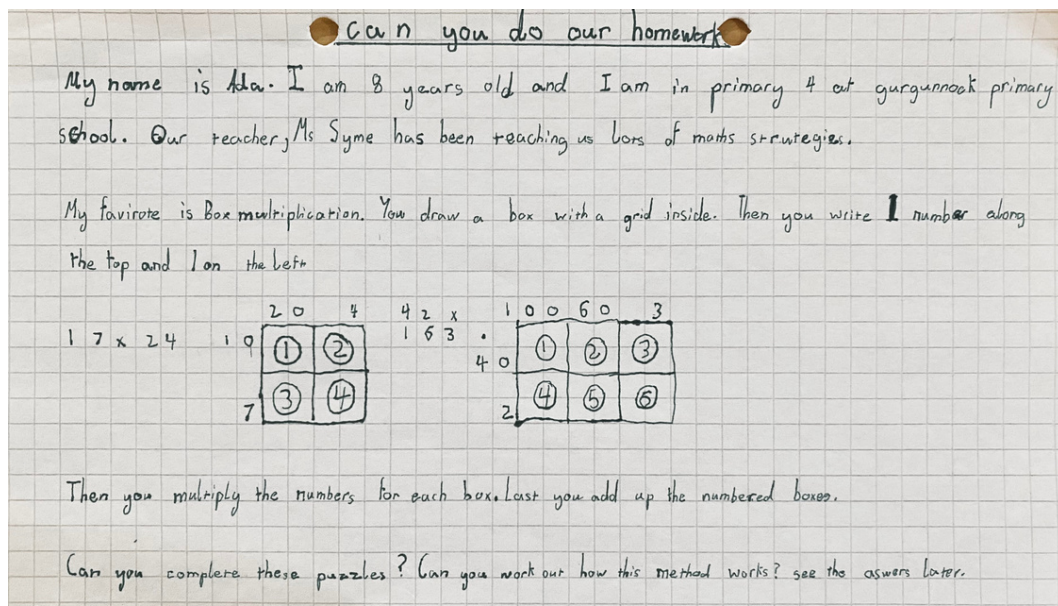 can you do our homework
My name is Ada. I am 8 years old and I am in primary 4 at gurgunnock primary
school. Our teacher, Ms Syme has been teaching us lots of maths strategies.
My favirote is Box multiplication. You draw a box with a grid inside. Then you write 1 number along
the top and 1 on the left
20 4 42 x 100 60 3
17 x 24 10 ① ② 163. 40 ① ② ③
7 ③ ④ 2 ④ ⑤ ⑥
Then you multiply the numbers for each box. Last you add up the numbered boxes.
Can you complete these puzzles? Can you work out how this method works? see the aswers later.